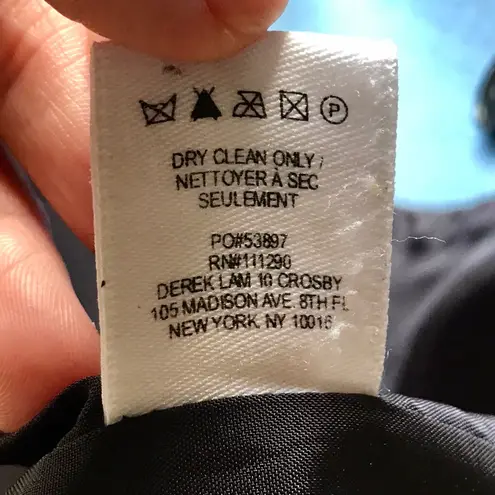 P
DRY CLEAN ONLY /
NETTOYER À SEC
SEULEMENT
PO#53897
RN#111290
DEREK LAM 10 CROSBY
105 MADISON AVE. 8TH FL
NEW YORK. NY 10016